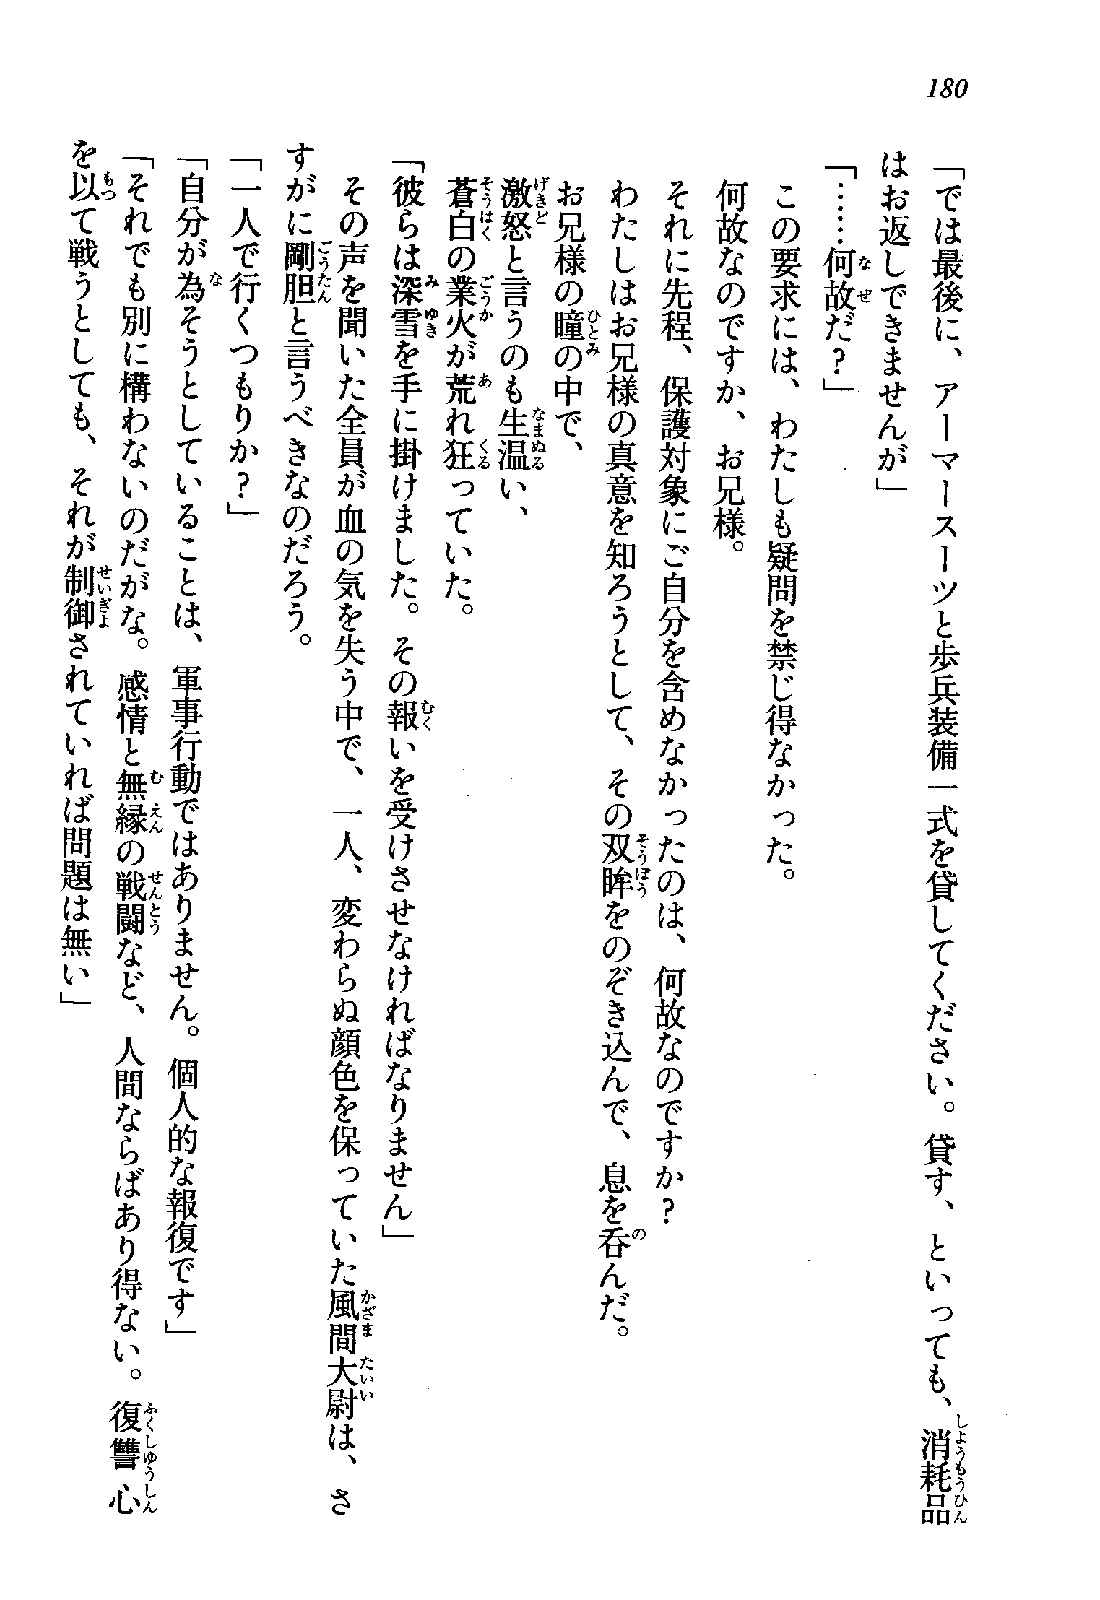 180
「では最後に、アーマースーツと歩兵装備一式を貸してください。貸す、といっても、消耗品
はお返しできませんが」
「……何故だ？」
この要求には、わたしも疑問を禁じ得なかった。
何故なのですか、お兄様。
それに先程、保護対象にご自分を含めなかったのは、何故なのですか？
わたしはお兄様の真意を知ろうとして、その双眸をのぞき込んで、息を呑んだ。
お兄様の瞳の中で、
激怒と言うのも生温い、
蒼白の業火が荒れ狂っていた。
「彼らは深雪を手に掛けました。その報いを受けさせなければなりません」
その声を聞いた全員が血の気を失う中で、一人、変わらぬ顔色を保っていた風間大尉は、さ
すがに剛胆と言うべきなのだろう。
「一人で行くつもりか？」
「自分が為そうとしていることは、軍事行動ではありません。個人的な報復です」
「それでも別に構わないのだがな。感情と無縁の戦闘など、人間ならばあり得ない。復讐心
を以て戦うとしても、それが制御されていれば問題は無い」